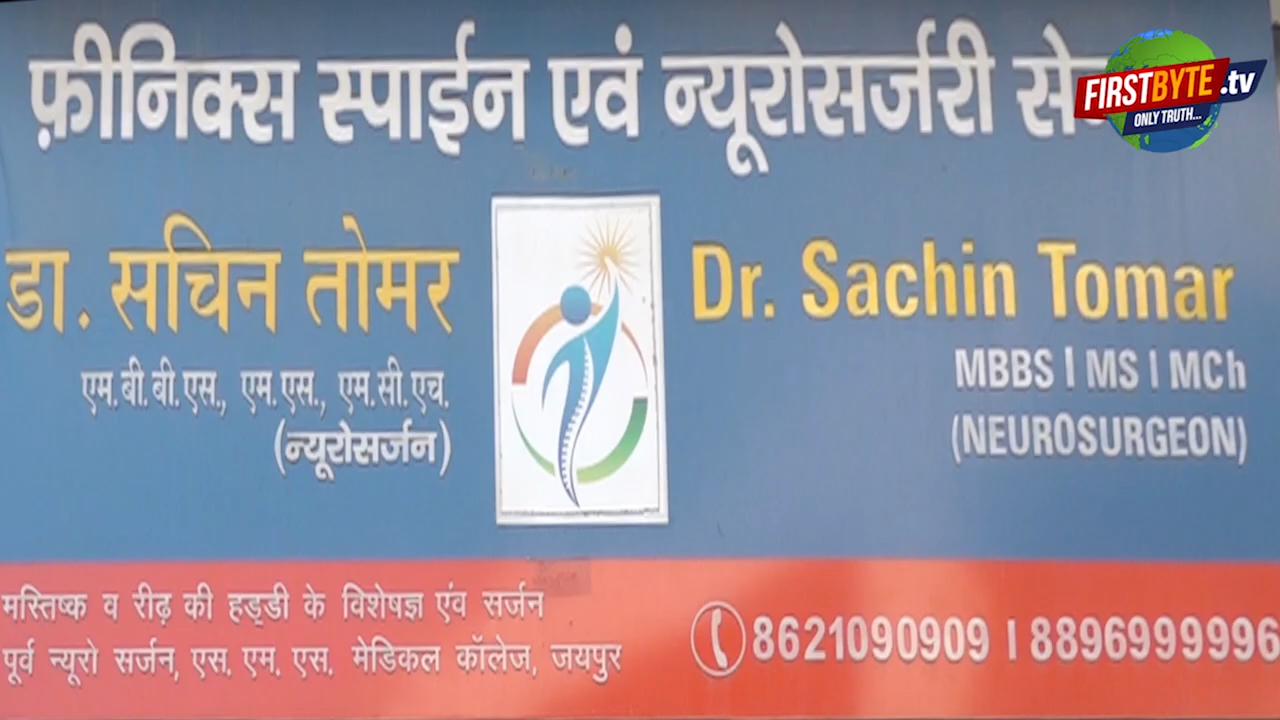 फ़ीनिक्स स्पाईन एवं न्यूरोसर्जरी
FIRSTBYTE.tv
ONLY TRUTH...
डा. सचिन तोमर
एम.बी.बी.एस., एम.एस., एम.सी.एच.
(न्यूरोसर्जन)
Dr. Sachin Tomar
MBBS | MS | MCh
(NEUROSURGEON)
मस्तिष्क व रीढ़ की हड्डी के विशेषज्ञ एंव सर्जन
पूर्व न्यूरो सर्जन, एस. एम. एस. मेडिकल कॉलेज, जयपुर
8621090909 | 8896999996